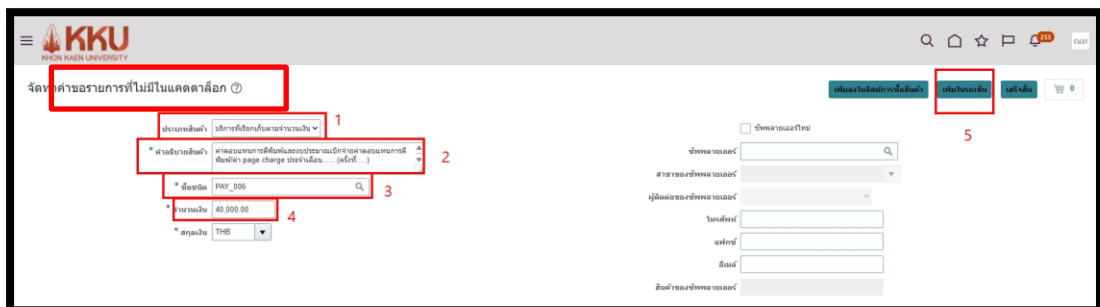 KKU
KHON KAEN UNIVERSITY
233
ณเท
จัดทำคำขอรายการที่ไม่มีในแคตตาล็อก
เพิ่มลงในลิสต์การซื้อสินค้า
เพิ่มในรถเข็น
เสร็จสิ้น
0
5
ประเภทสินค้า บริการที่เรียกเก็บตามจำนวนเงิน
1
* คำอธิบายสินค้า ค่าตอบแทนการตีพิมพ์และงบประมาณเบิกจ่ายค่าตอบแทนการตี
พิมพ์/ค่า page charge ประจำเดือน.......(ครั้งที่.....)
2
* ชื่อชนิด PAY_006
3
* จำนวนเงิน 40,000.00
4
* สกุลเงิน THB
ซัพพลายเออร์ใหม่
ซัพพลายเออร์
สาขาของซัพพลายเออร์
ผู้ติดต่อของซัพพลายเออร์
โทรศัพท์
แฟกซ์
อีเมล์
สินค้าของซัพพลายเออร์